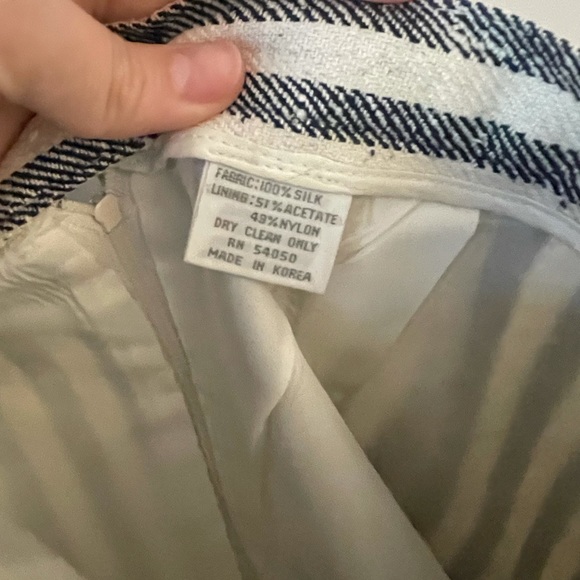 FABRIC:100% SILK
LINING:51% ACETATE
49%NYLON
DRY CLEAN ONLY
RN 54050
MADE IN KOREA